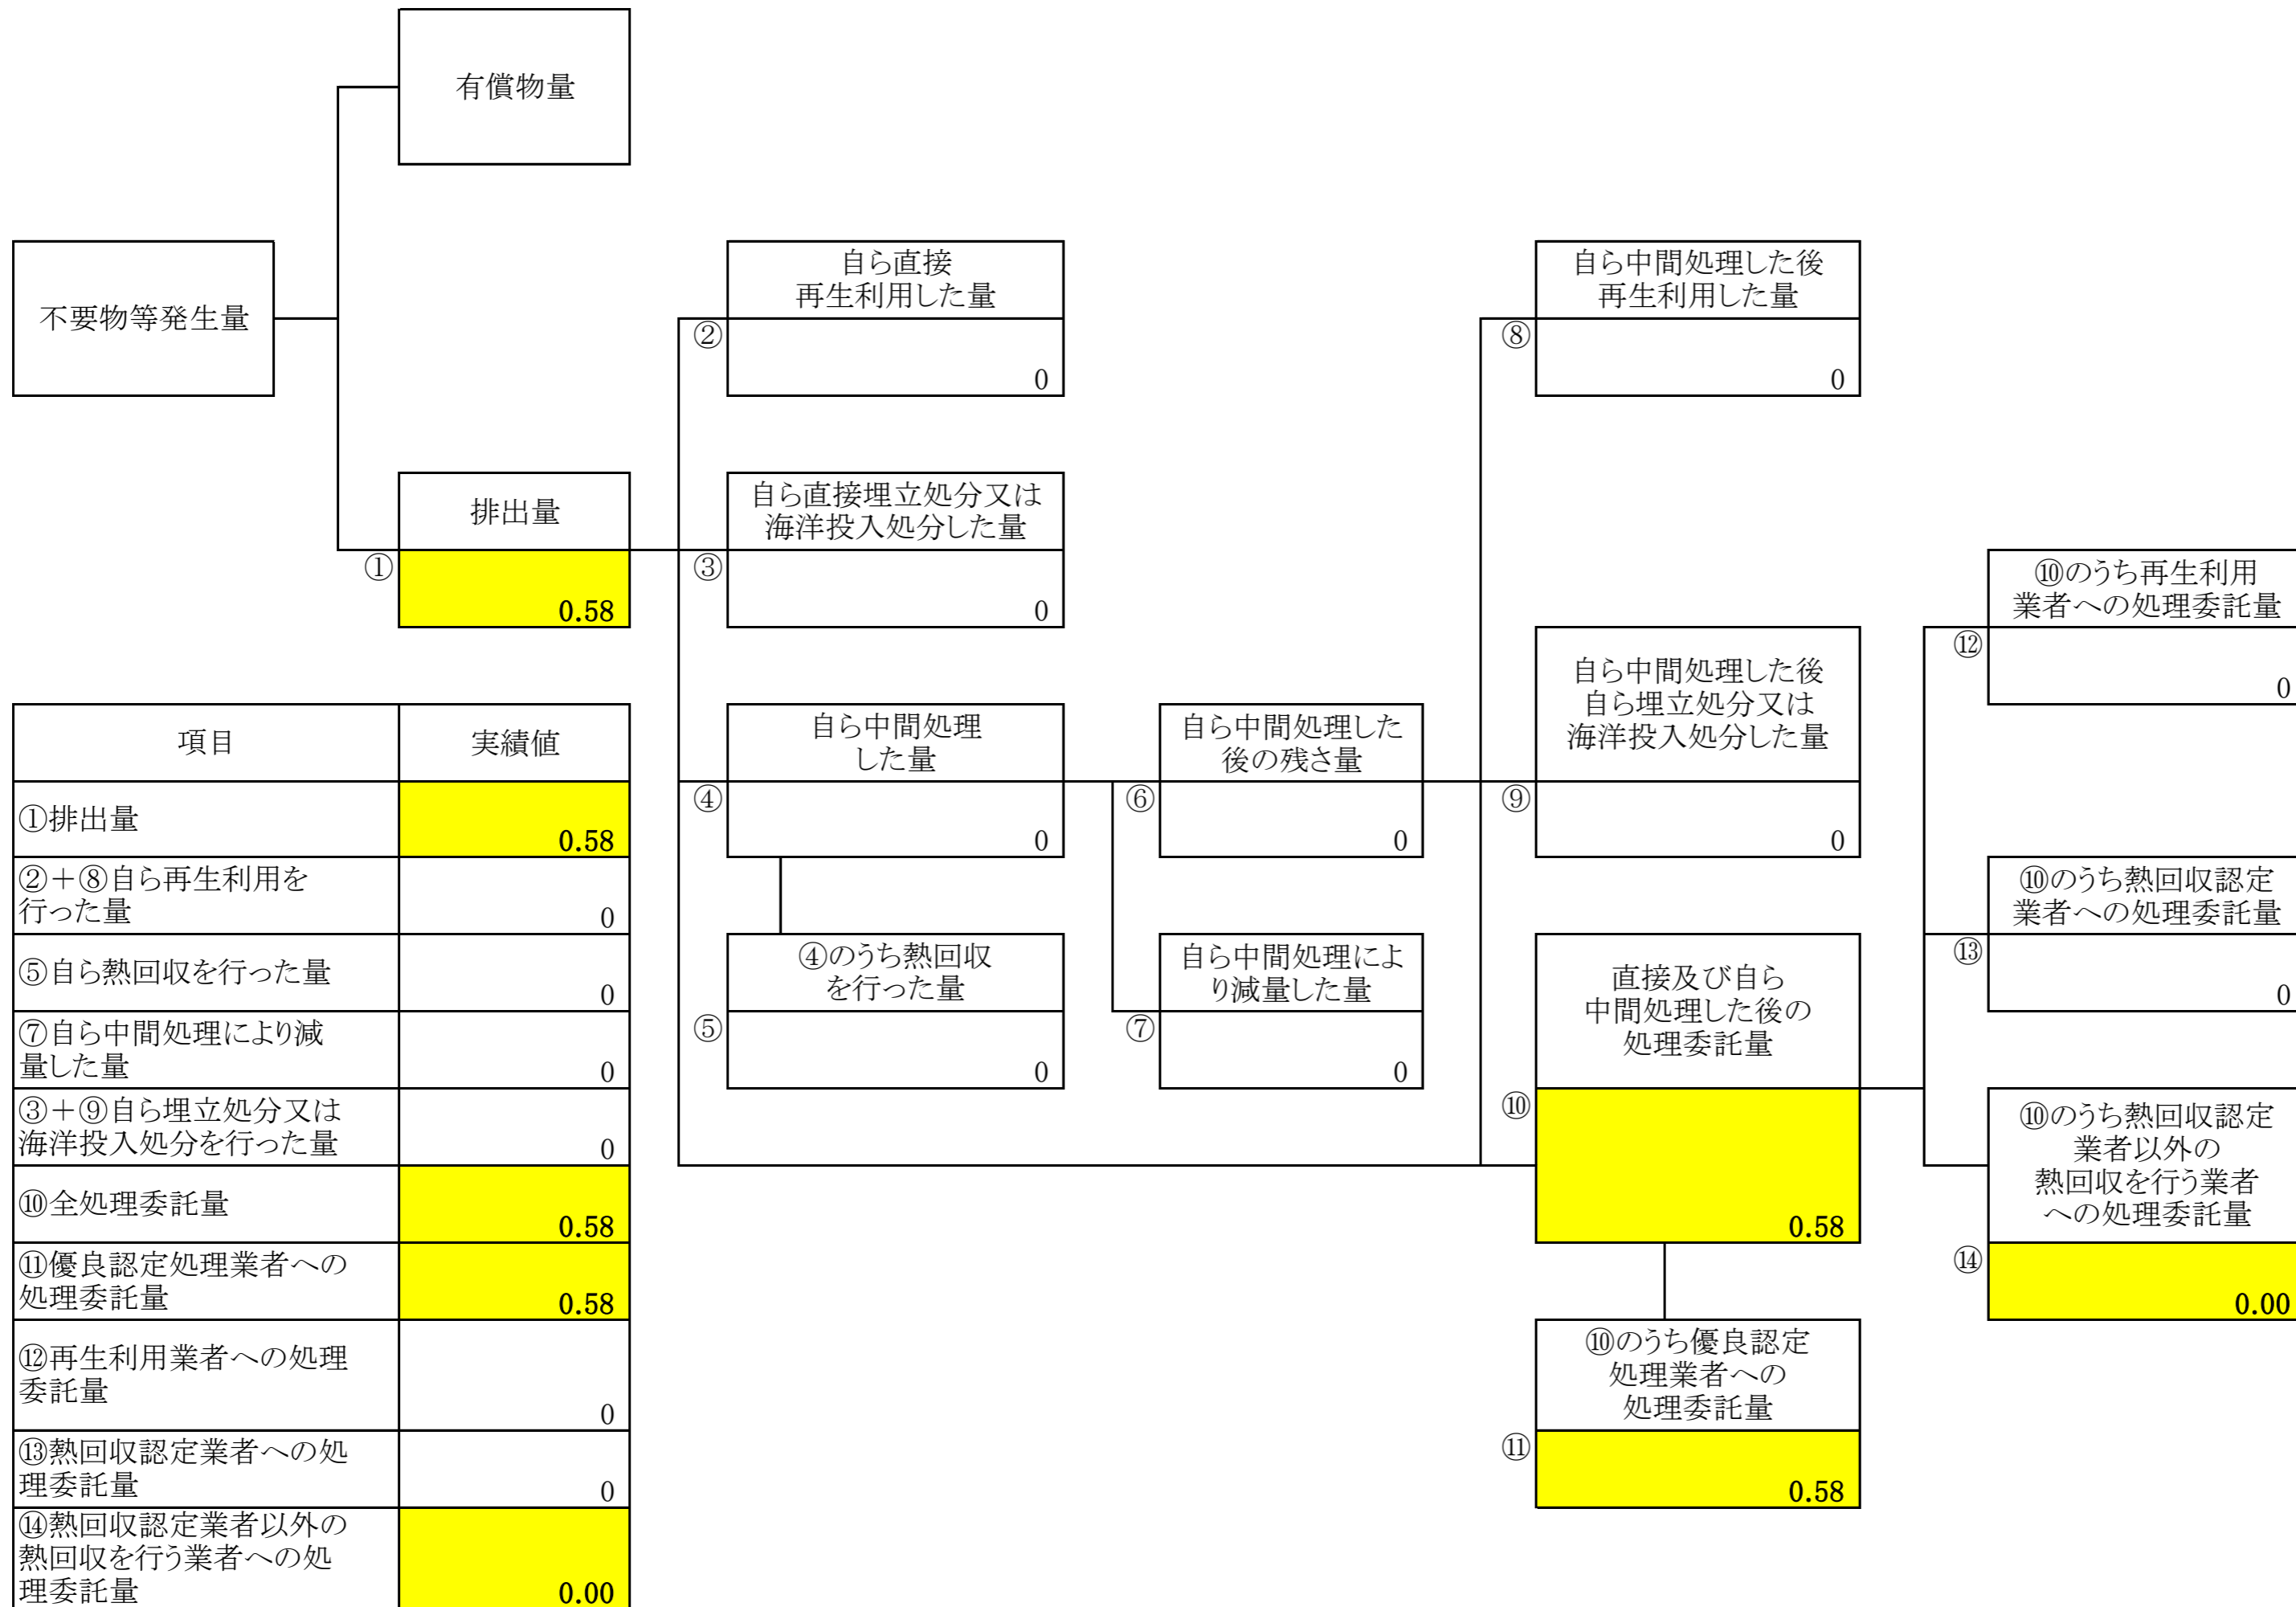 有償物量
不要物等発生量
自ら直接
再生利用した量
②
0
自ら中間処理した後
再生利用した量
⑧
0
排出量
①
0.58
自ら直接埋立処分又は
海洋投入処分した量
③
0
⑩のうち再生利用
業者への処理委託量
⑫
0
自ら中間処理
した量
④
0
自ら中間処理した
後の残さ量
⑥
0
自ら中間処理した後
自ら埋立処分又は
海洋投入処分した量
⑨
0
⑩のうち熱回収認定
業者への処理委託量
⑬
0
④のうち熱回収
を行った量
⑤
0
自ら中間処理によ
り減量した量
⑦
0
直接及び自ら
中間処理した後の
処理委託量
⑩
0.58
⑩のうち熱回収認定
業者以外の
熱回収を行う業者
への処理委託量
⑭
0.00
⑩のうち優良認定
処理業者への
処理委託量
⑪
0.58
項目 実績値
①排出量
0.58
②＋⑧自ら再生利用を
行った量
0
⑤自ら熱回収を行った量
0
⑦自ら中間処理により減
量した量
0
③＋⑨自ら埋立処分又は
海洋投入処分を行った量
0
⑩全処理委託量
0.58
⑪優良認定処理業者への
処理委託量
0.58
⑫再生利用業者への処理
委託量
0
⑬熱回収認定業者への処
理委託量
0
⑭熱回収認定業者以外の
熱回収を行う業者への処
理委託量
0.00